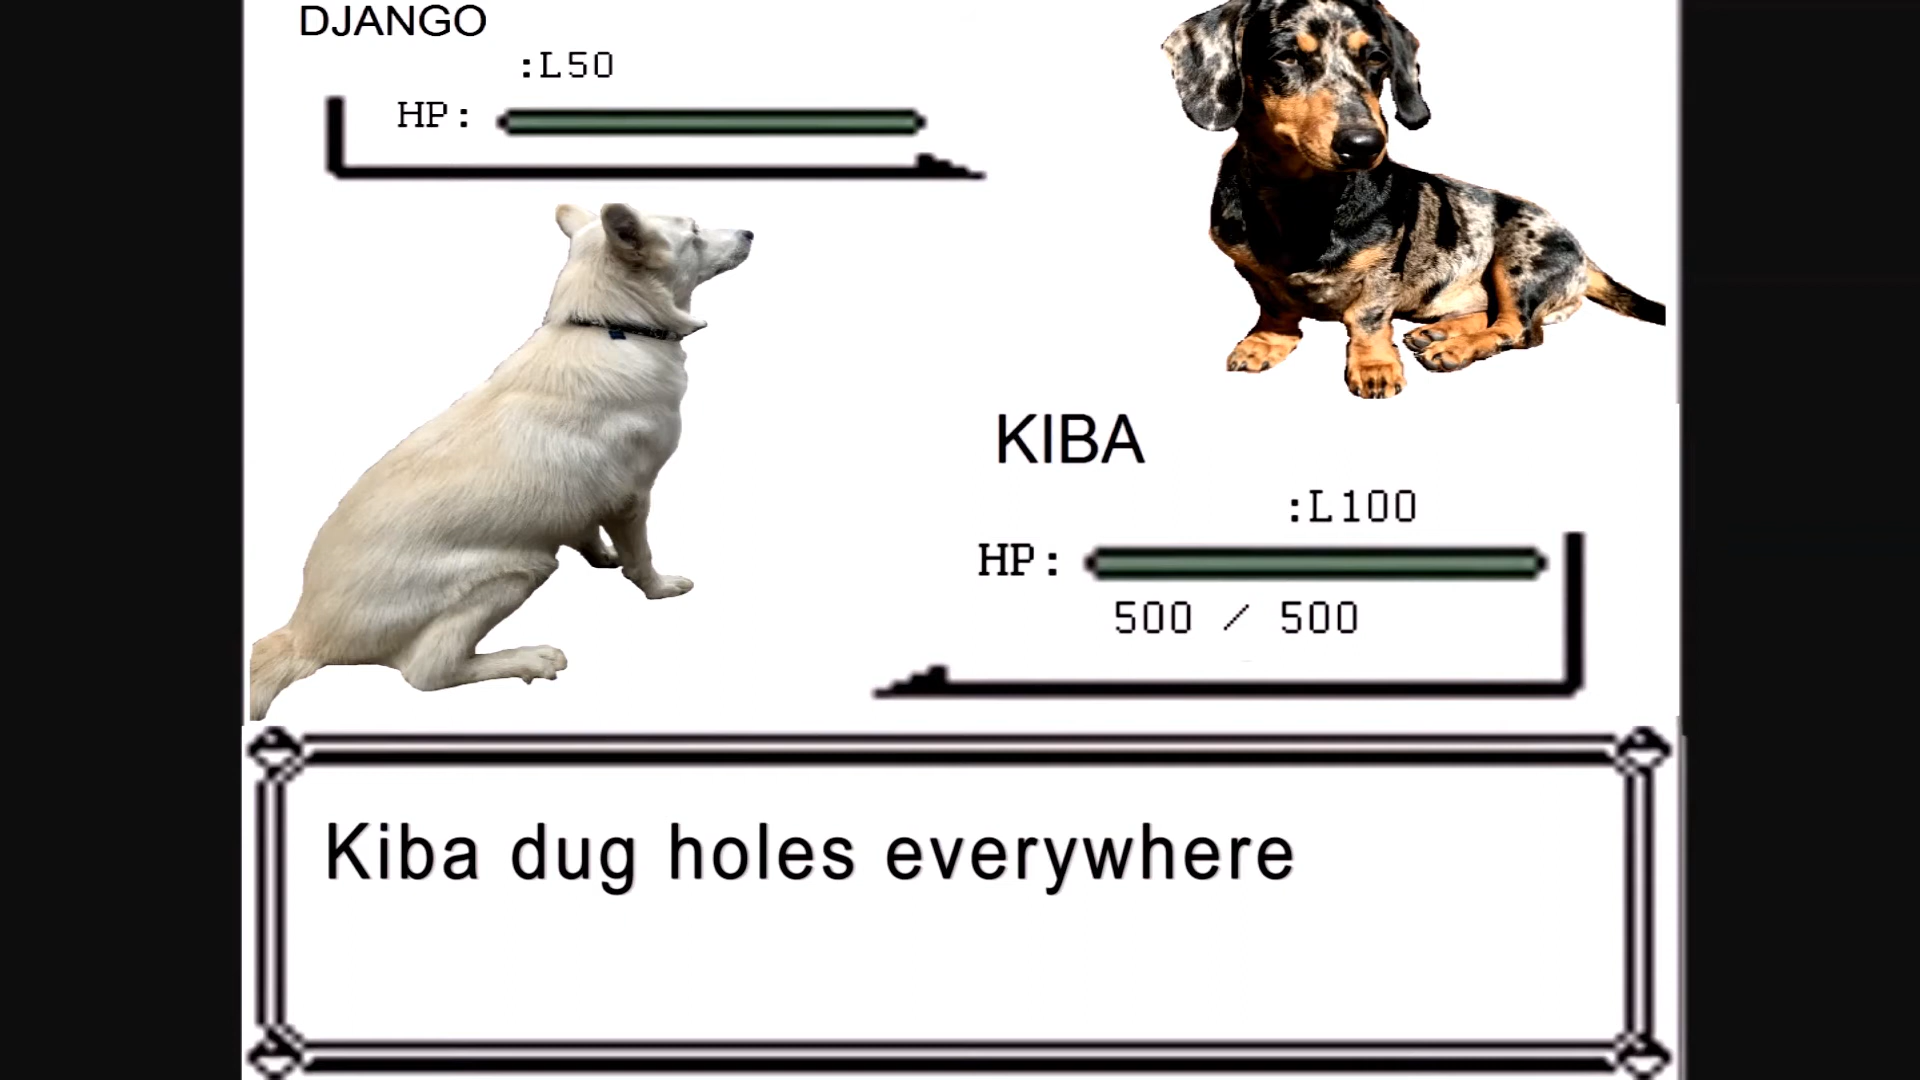 DJANGO
:L50
HP:
KIBA
:L100
HP:
500 / 500
Kiba dug holes everywhere